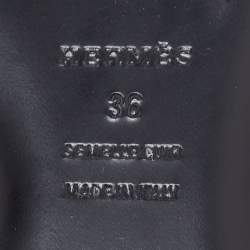 HERMÈS
36
SEMELLE CUIR
MADE IN ITALY